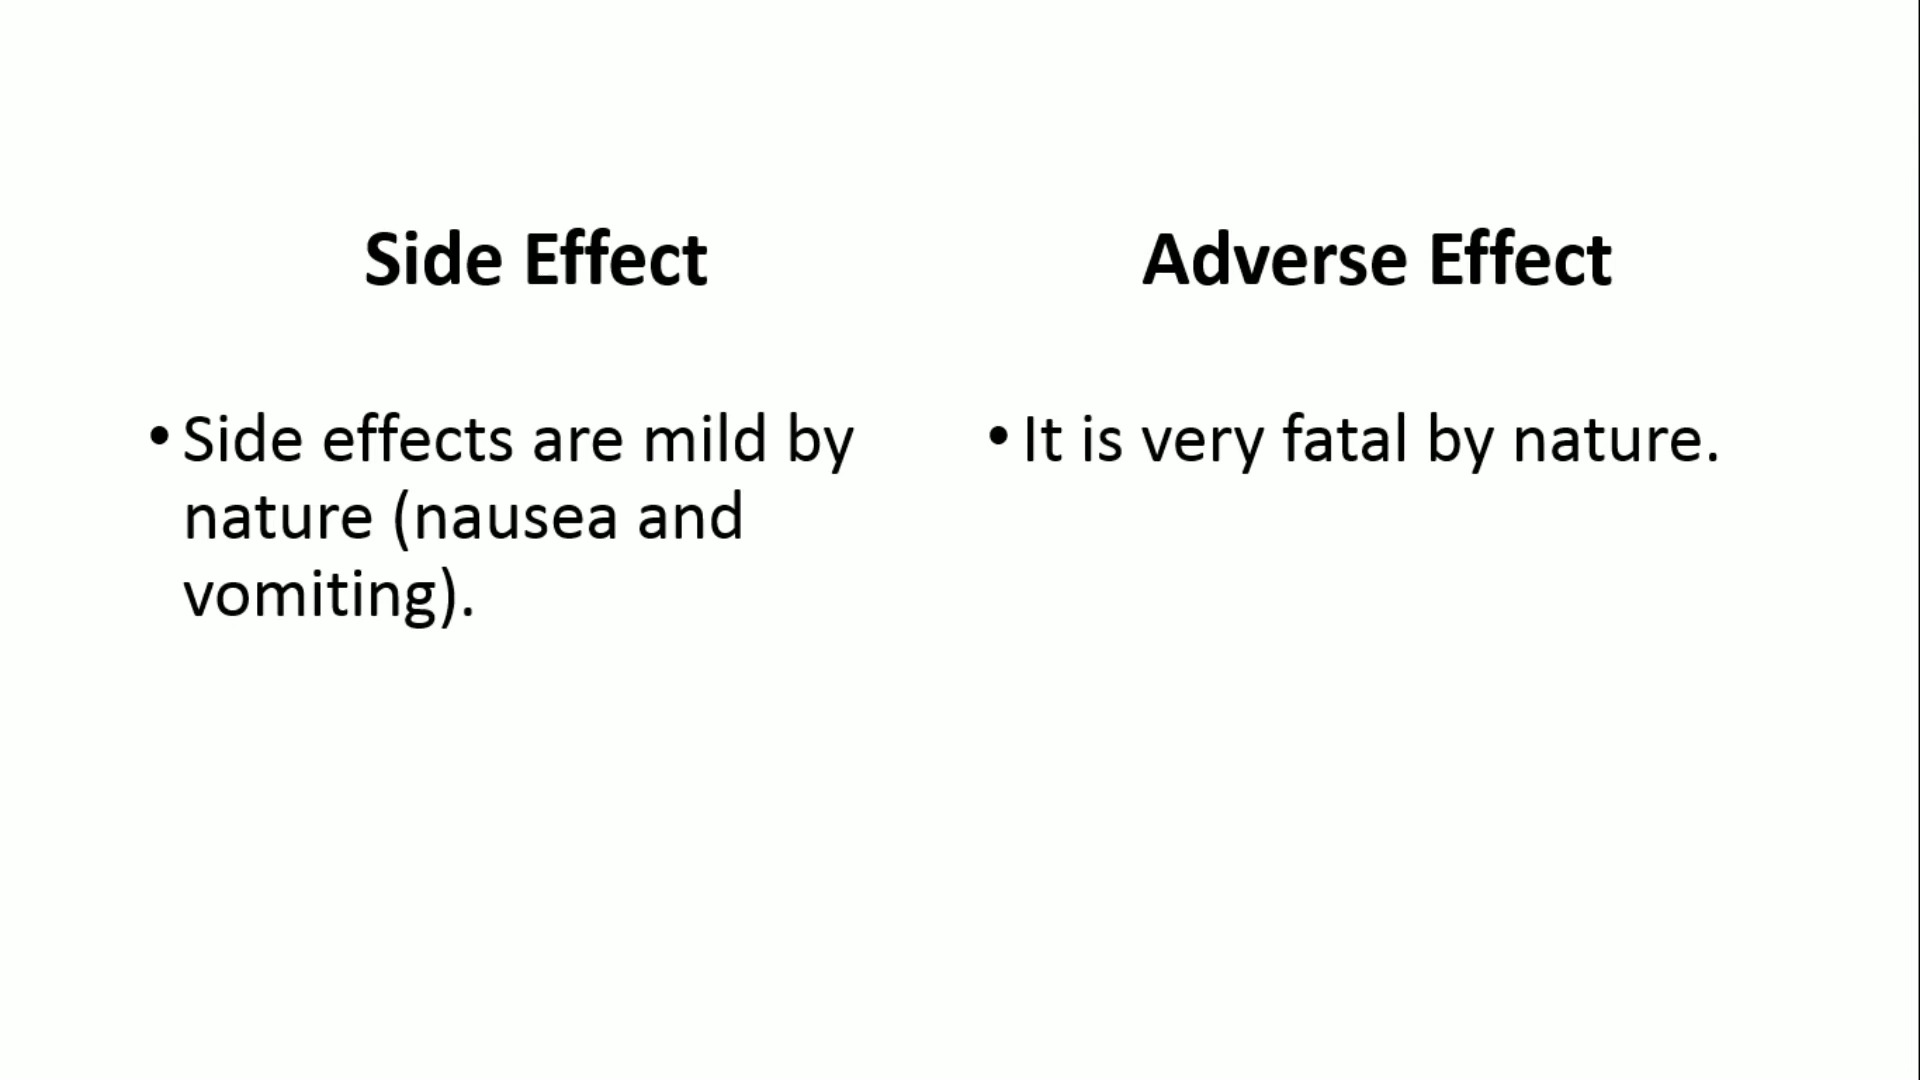 Side Effect
• Side effects are mild by
nature (nausea and
vomiting).
Adverse Effect
• It is very fatal by nature.